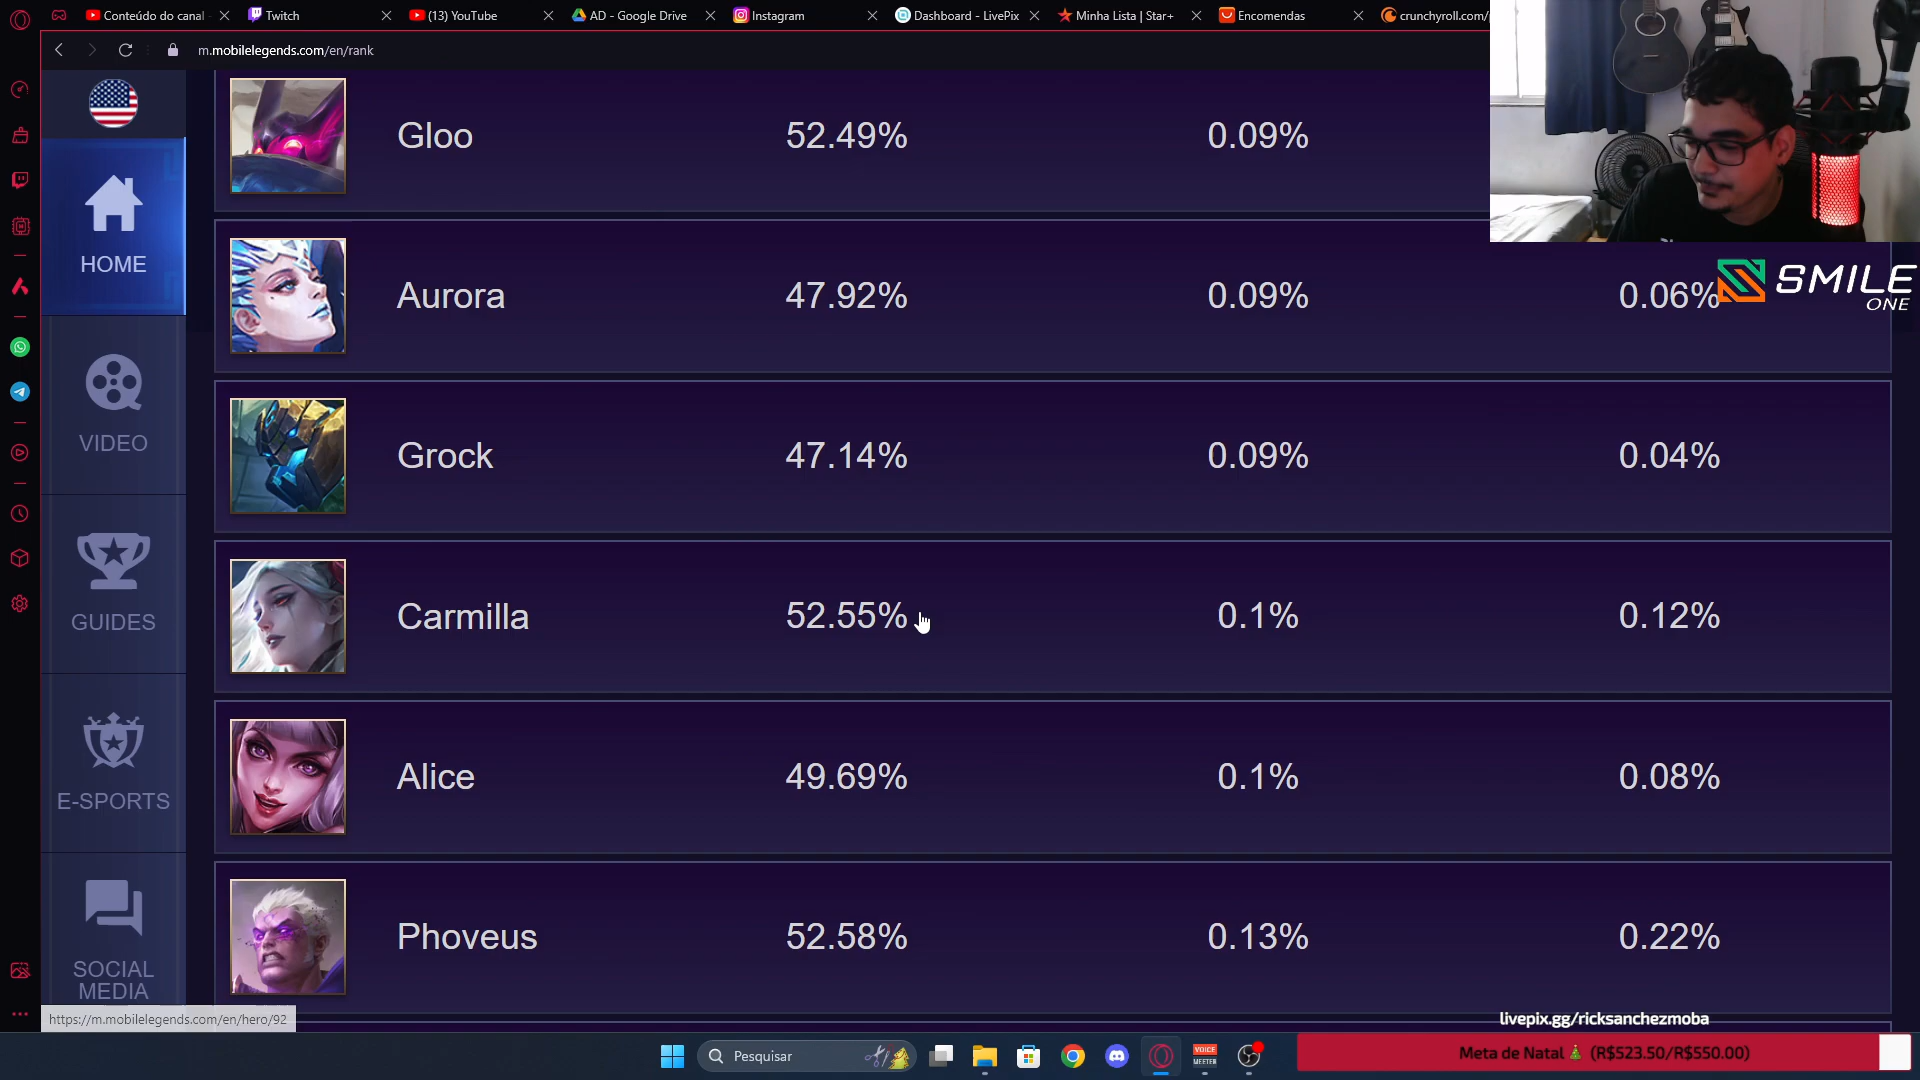 Conteúdo do canal
Twitch
(13) YouTube
AD - Google Drive
Instagram
Dashboard - LivePix
Minha Lista | Star+
Encomendas
crunchyroll.com/
m.mobilelegends.com/en/rank
Gloo 52.49% 0.09%
HOME
Aurora 47.92% 0.09% 0.06%
SMILE
ONE
VIDEO
Grock 47.14% 0.09% 0.04%
GUIDES
Carmilla 52.55% 0.1% 0.12%
E-SPORTS
Alice 49.69% 0.1% 0.08%
SOCIAL
MEDIA
Phoveus 52.58% 0.13% 0.22%
https://m.mobilelegends.com/en/hero/92
livepix.gg/ricksanchezmoba
Pesquisar
VOICE
MEETER
Meta de Natal🎄 (R$523.50/R$550.00)